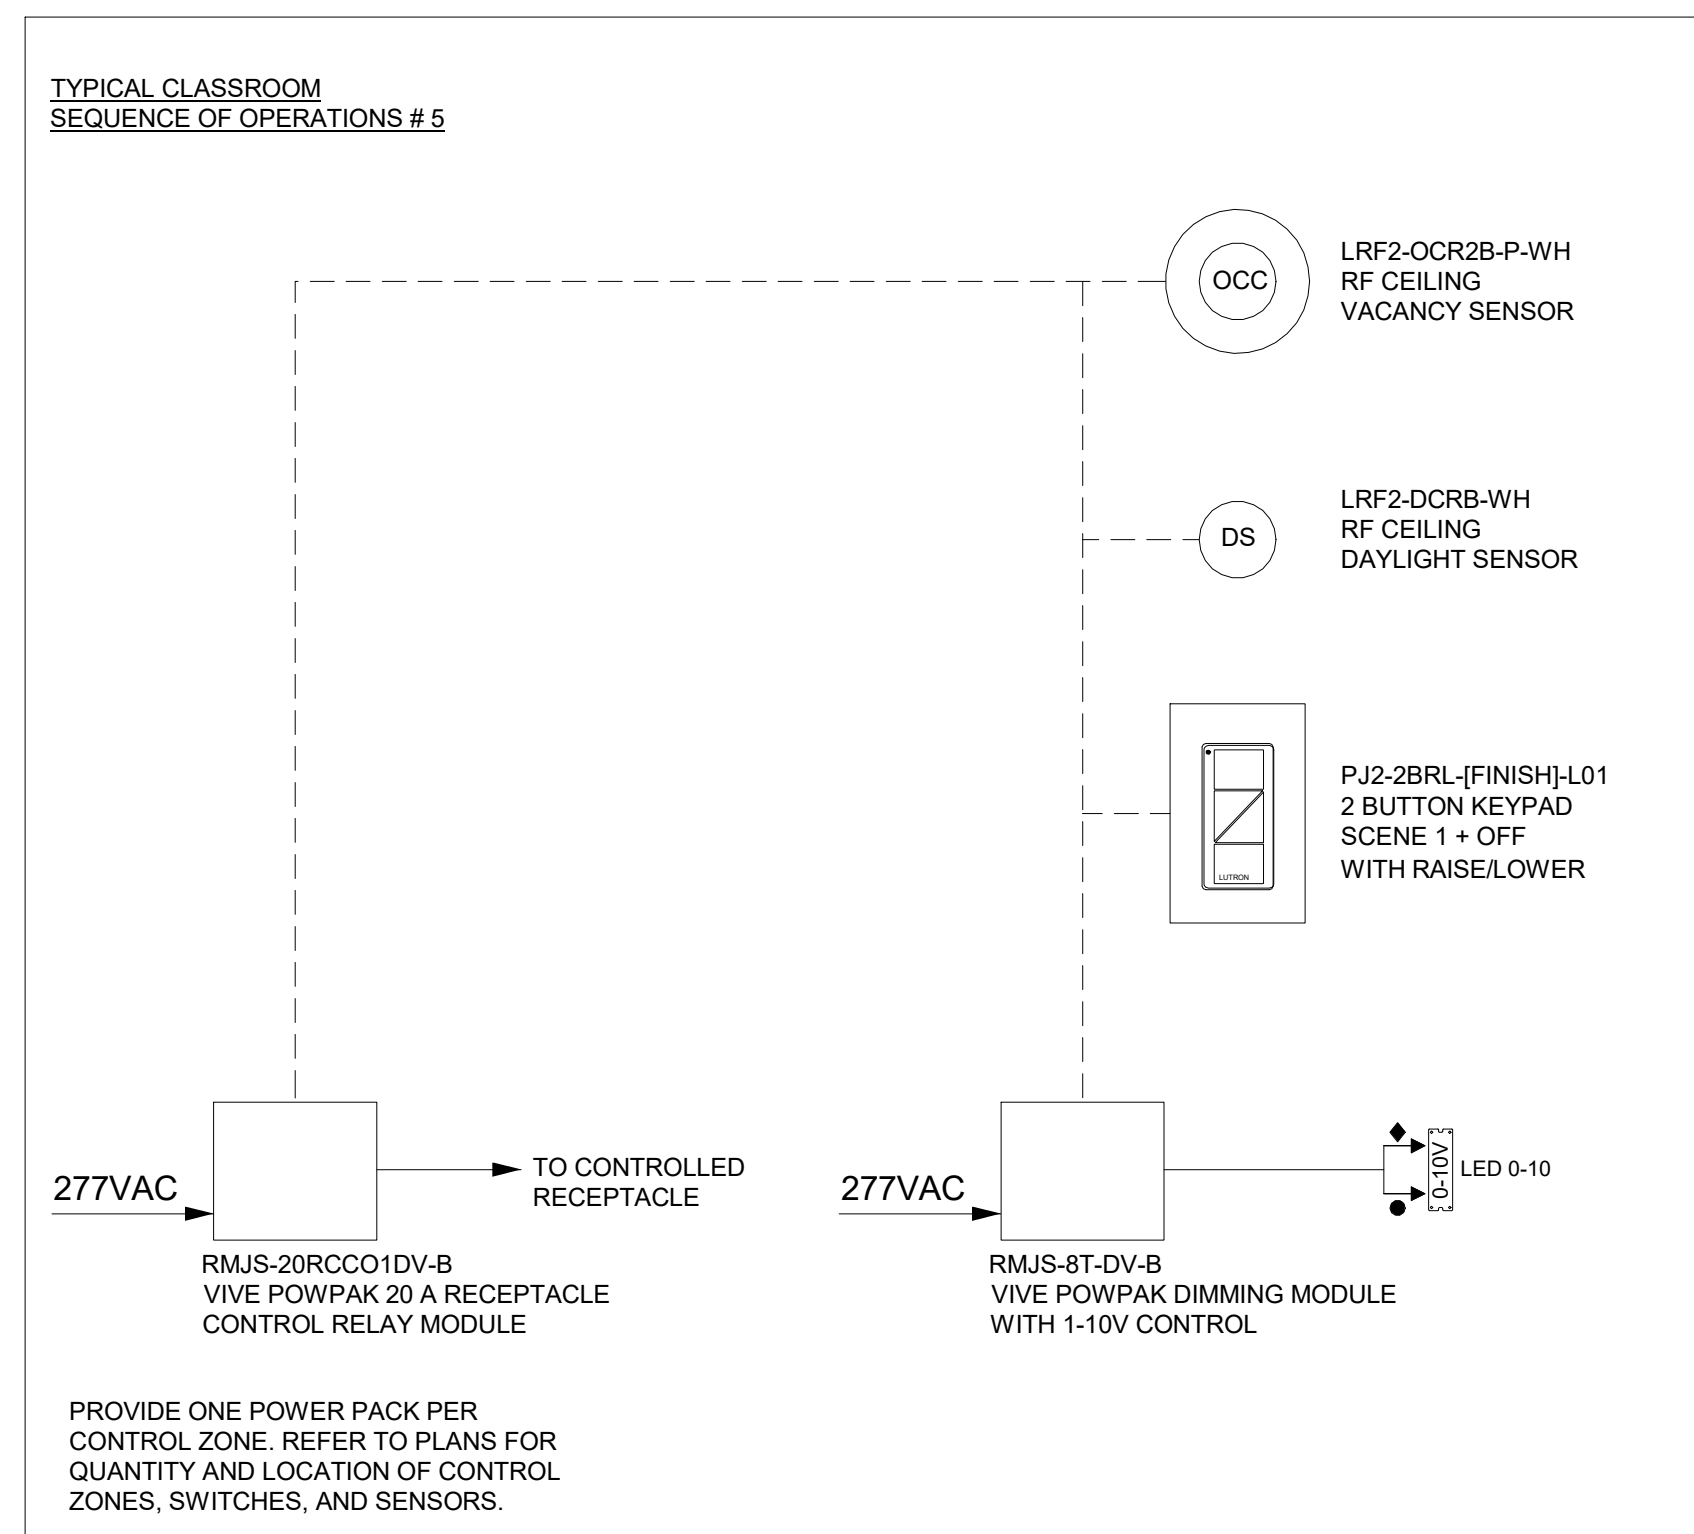 TYPICAL CLASSROOM
SEQUENCE OF OPERATIONS # 5
OCC
LRF2-OCR2B-P-WH
RF CEILING
VACANCY SENSOR
DS
LRF2-DCRB-WH
RF CEILING
DAYLIGHT SENSOR
LUTRON
PJ2-2BRL-[FINISH]-L01
2 BUTTON KEYPAD
SCENE 1 + OFF
WITH RAISE/LOWER
277VAC
TO CONTROLLED
RECEPTACLE
277VAC
0-10V
LED 0-10
RMJS-20RCCO1DV-B
VIVE POWPAK 20 A RECEPTACLE
CONTROL RELAY MODULE
RMJS-8T-DV-B
VIVE POWPAK DIMMING MODULE
WITH 1-10V CONTROL
PROVIDE ONE POWER PACK PER
CONTROL ZONE. REFER TO PLANS FOR
QUANTITY AND LOCATION OF CONTROL
ZONES, SWITCHES, AND SENSORS.